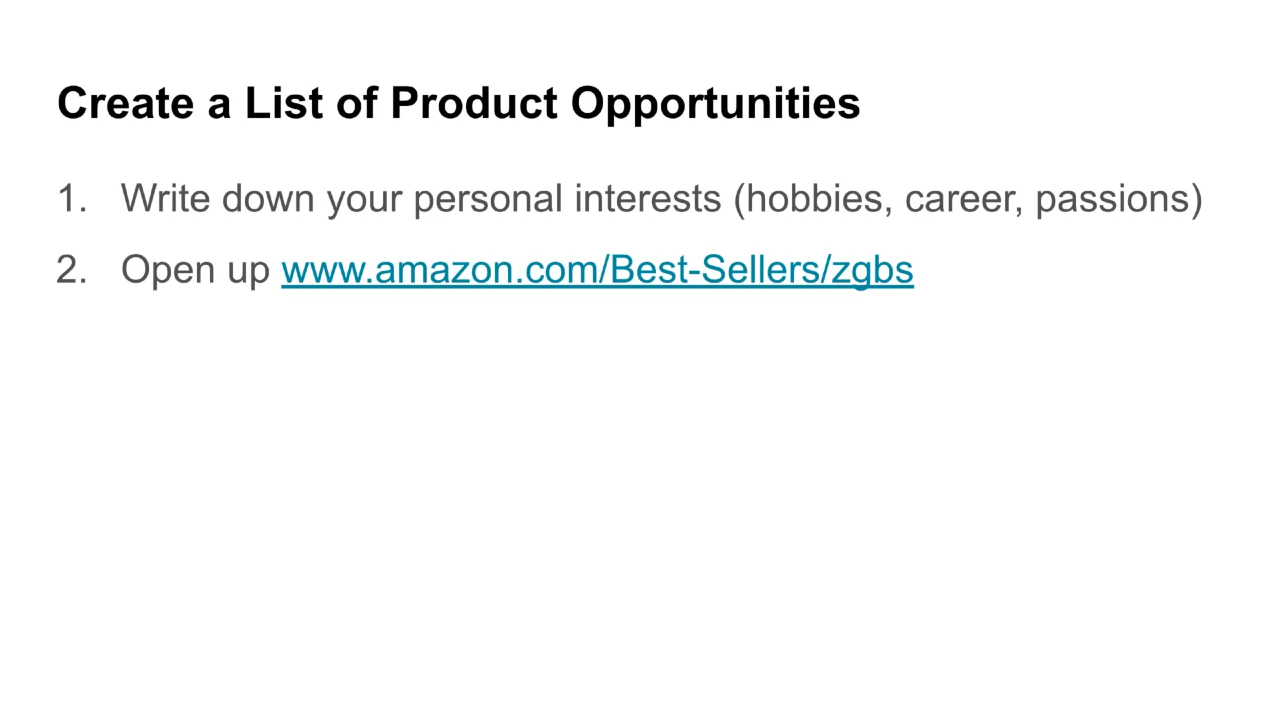 Create a List of Product Opportunities
1. Write down your personal interests (hobbies, career, passions)
2. Open up www.amazon.com/Best-Sellers/zgbs